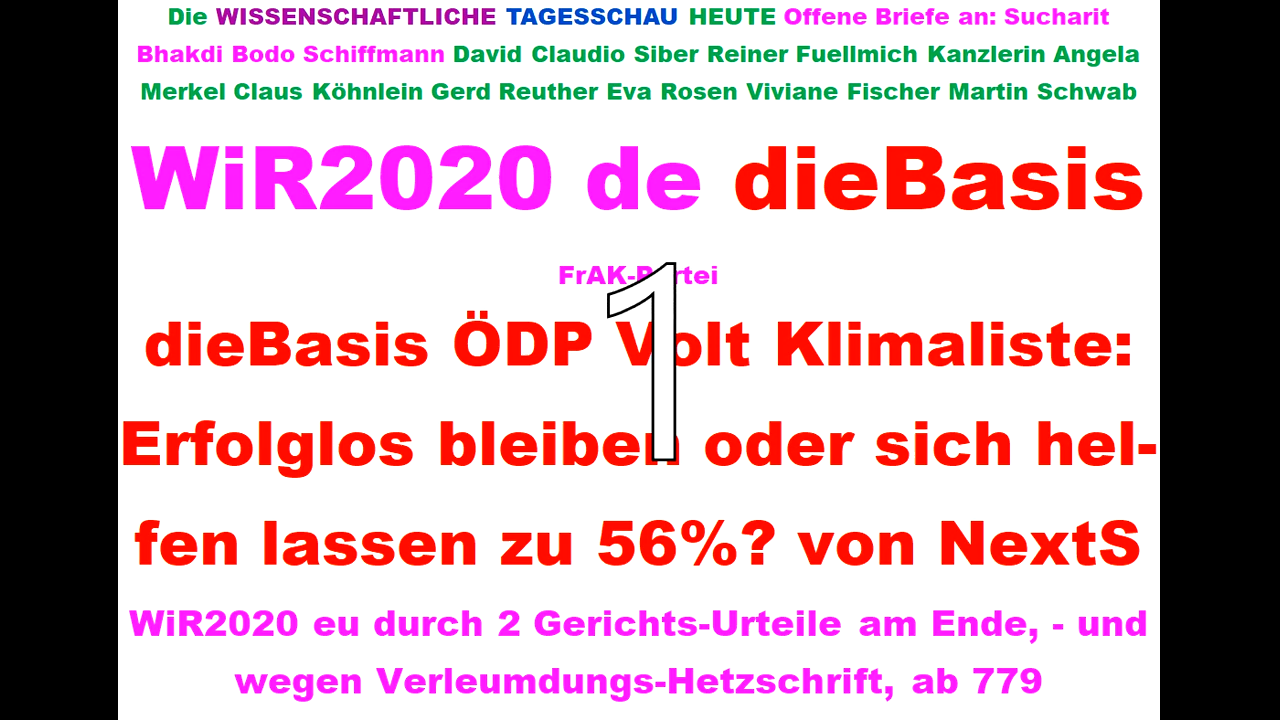 Die WISSENSCHAFTLICHE TAGESSCHAU HEUTE Offene Briefe an: Sucharit
Bhakdi Bodo Schiffmann David Claudio Siber Reiner Fuellmich Kanzlerin Angela
Merkel Claus Köhnlein Gerd Reuther Eva Rosen Viviane Fischer Martin Schwab
WiR2020 de dieBasis
FrAK-Partei
1
dieBasis ÖDP Volt Klimaliste:
Erfolglos bleiben oder sich hel-
fen lassen zu 56%? von NextS
WiR2020 eu durch 2 Gerichts-Urteile am Ende, - und
wegen Verleumdungs-Hetzschrift, ab 779